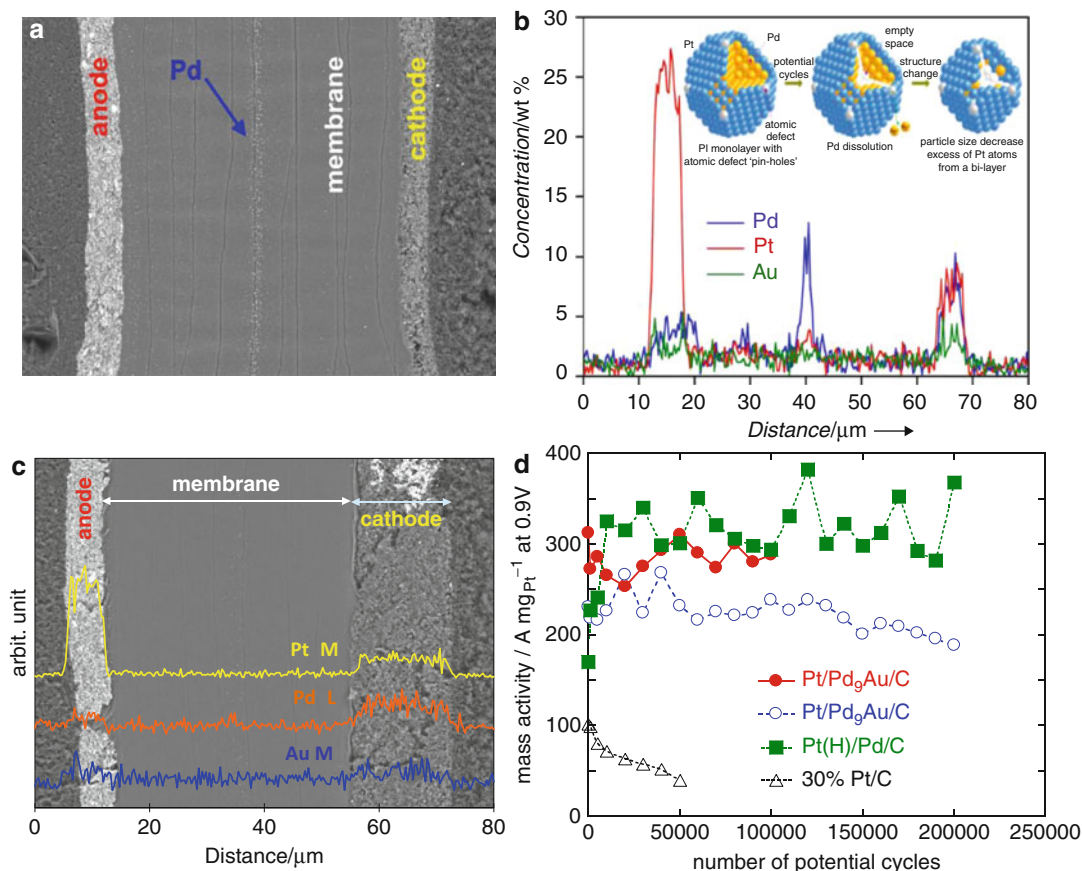 a
anode
Pd
membrane
cathode
b
Concentration/wt %
30
25
20
15
10
5
0
Pt
Pd
potential
cycles
empty
space
structure
change
atomic
defect
Pl monolayer with
atomic defect 'pin-holes'
Pd dissolution
particle size decrease
excess of Pt atoms
from a bi-layer
Pd
Pt
Au
0 10 20 30 40 50 60 70 80
Distance/μm
c
arbit. unit
anode
membrane
cathode
Pt M
Pd L
Au M
0 20 40 60 80
Distance/μm
d
mass activity / A mgPt⁻¹ at 0.9V
400
300
200
100
0
Pt/Pd₉Au/C
Pt/Pd₉Au/C
Pt(H)/Pd/C
30% Pt/C
0 50000 100000 150000 200000 250000
number of potential cycles